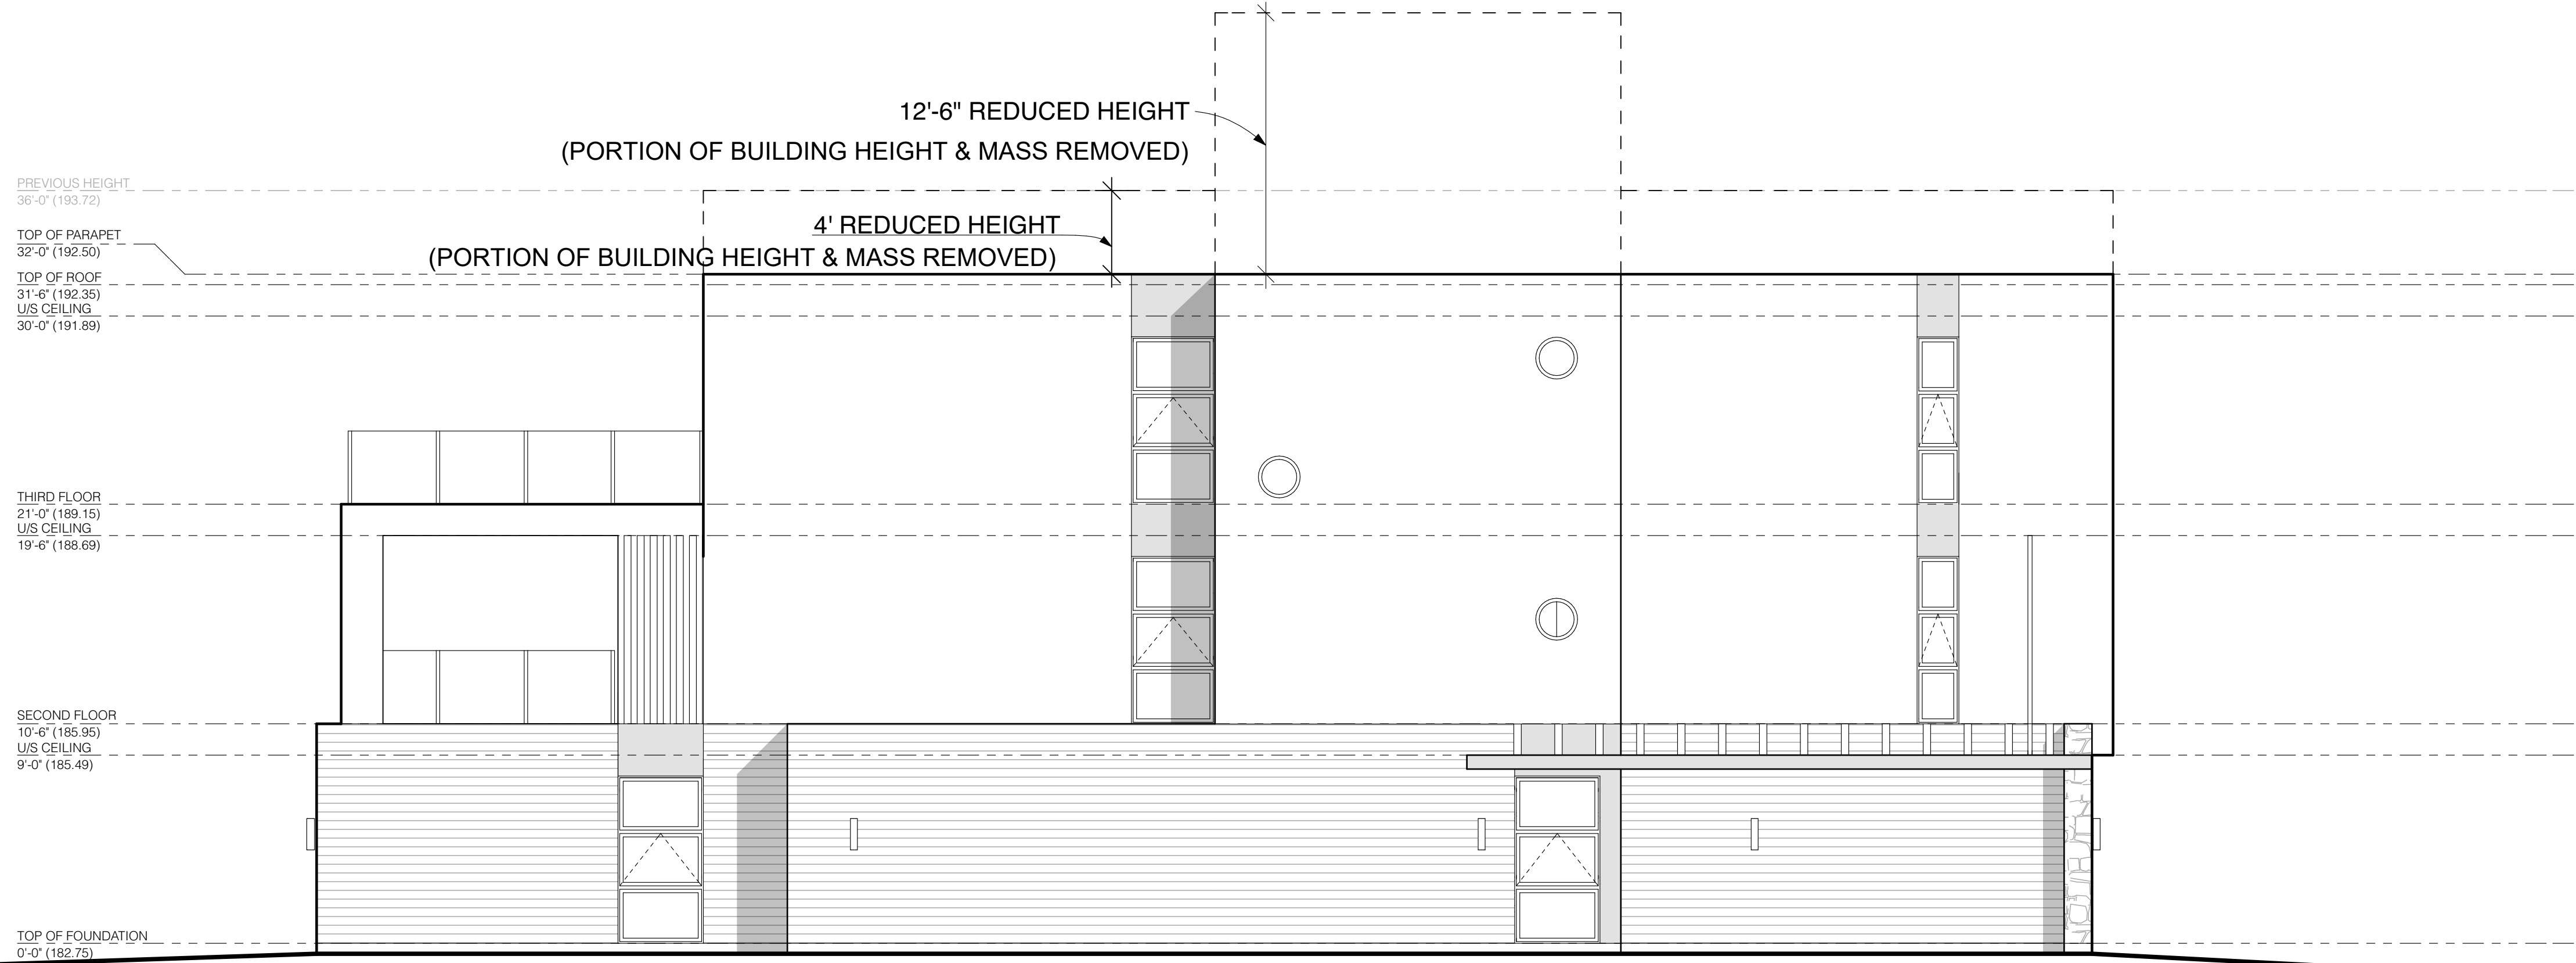 12'-6" REDUCED HEIGHT
(PORTION OF BUILDING HEIGHT & MASS REMOVED)
PREVIOUS HEIGHT
36'-0" (193.72)
4' REDUCED HEIGHT
(PORTION OF BUILDING HEIGHT & MASS REMOVED)
TOP OF PARAPET
32'-0" (192.50)
TOP OF ROOF
31'-6" (192.35)
U/S CEILING
30'-0" (191.89)
THIRD FLOOR
21'-0" (189.15)
U/S CEILING
19'-6" (188.69)
SECOND FLOOR
10'-6" (185.95)
U/S CEILING
9'-0" (185.49)
TOP OF FOUNDATION
0'-0" (182.75)